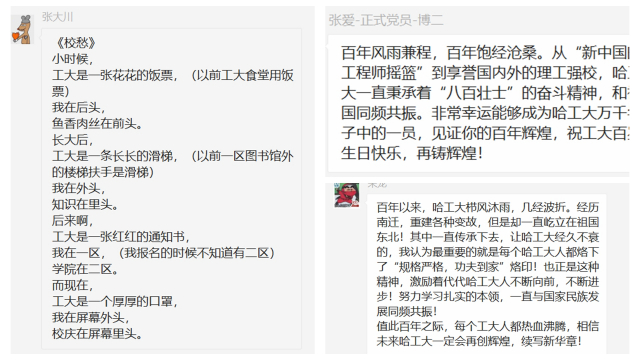 张大川
《校愁》
小时候，
工大是一张花花的饭票，（以前工大食堂用饭
票）
我在后头，
鱼香肉丝在前头。
长大后，
工大是一条长长的滑梯，（以前一区图书馆外
的楼梯扶手是滑梯）
我在外头，
知识在里头。
后来啊，
工大是一张红红的通知书，
我在一区，（我报名的时候不知道有二区）
学院在二区。
而现在，
工大是一个厚厚的口罩，
我在屏幕外头，
校庆在屏幕里头。
张爱-正式党员-博二
百年风雨兼程，百年饱经沧桑。从“新中国
工程师摇篮”到享誉国内外的理工强校，哈工
大一直秉承着“八百壮士”的奋斗精神，和
国同频共振。非常幸运能够成为哈工大万千
子中的一员，见证你的百年辉煌，祝工大百
生日快乐，再铸辉煌！
百年以来，哈工大栉风沐雨，几经波折。经历
南迁，重建各种变故，但是却一直屹立在祖国
东北！其中一直传承下去，让哈工大经久不衰
的，我认为最重要的就是每个哈工大人都烙下
了“规格严格，功夫到家”烙印！也正是这种
精神，激励着代代哈工大人不断向前，不断进
步！努力学习扎实的本领，一直与国家民族发
展同频共振！
值此百年之际，每个工大人都热血沸腾，相信
未来哈工大一定会再创辉煌，续写新华章！